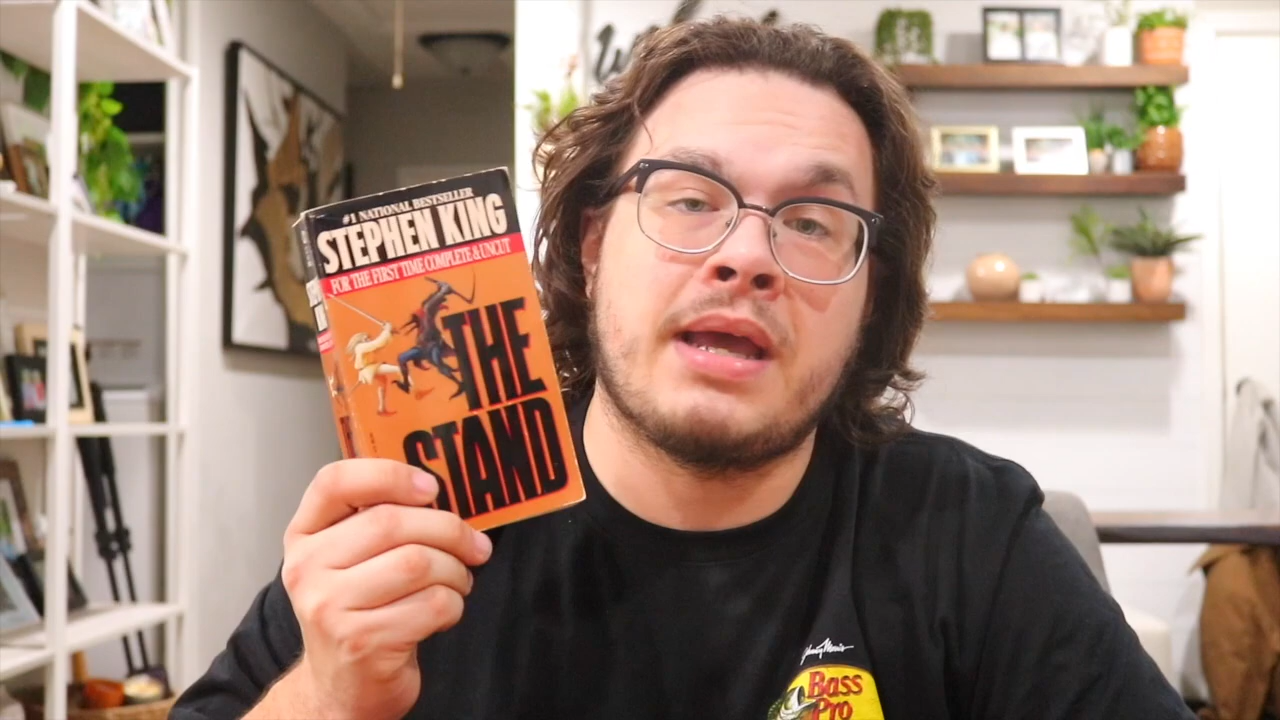 #1 NATIONAL BESTSELLER
STEPHEN KING
FOR THE FIRST TIME COMPLETE & UNCUT
THE
STAND
Bass
Pro